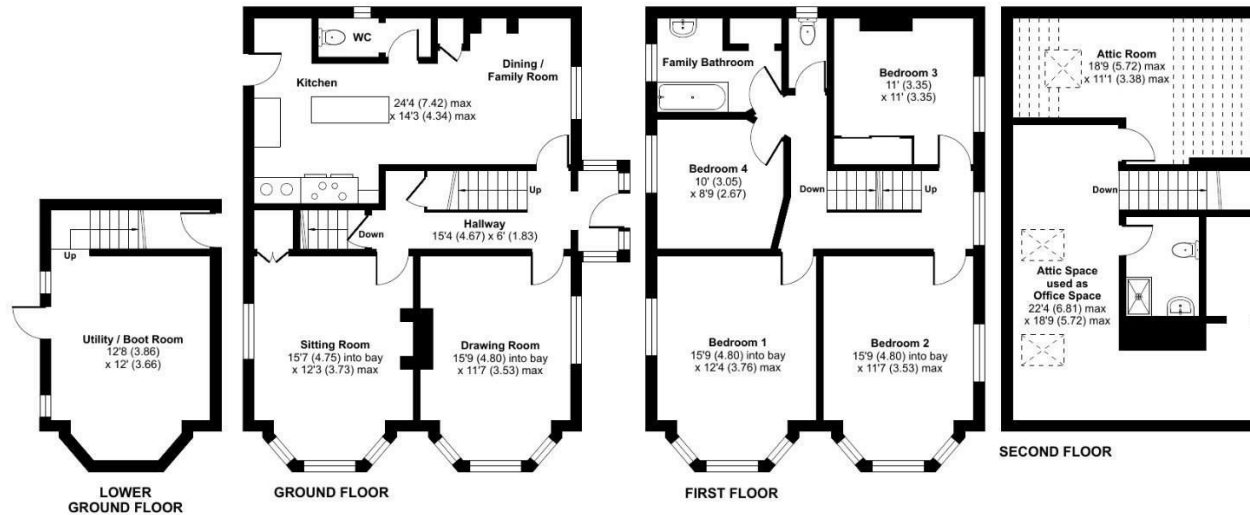 Up
Utility / Boot Room
12'8 (3.86)
x 12' (3.66)
LOWER
GROUND FLOOR
WC
Kitchen
Dining /
Family Room
24'4 (7.42) max
x 14'3 (4.34) max
Up
Down
Hallway
15'4 (4.67) x 6' (1.83)
Sitting Room
15'7 (4.75) into bay
x 12'3 (3.73) max
Drawing Room
15'9 (4.80) into bay
x 11'7 (3.53) max
GROUND FLOOR
Family Bathroom
Bedroom 3
11' (3.35)
x 11' (3.35)
Bedroom 4
10' (3.05)
x 8'9 (2.67)
Down
Up
Bedroom 1
15'9 (4.80) into bay
x 12'4 (3.76) max
Bedroom 2
15'9 (4.80) into bay
x 11'7 (3.53) max
FIRST FLOOR
Attic Room
18'9 (5.72) max
x 11'1 (3.38) max
Down
Attic Space
used as
Office Space
22'4 (6.81) max
x 18'9 (5.72) max
SECOND FLOOR